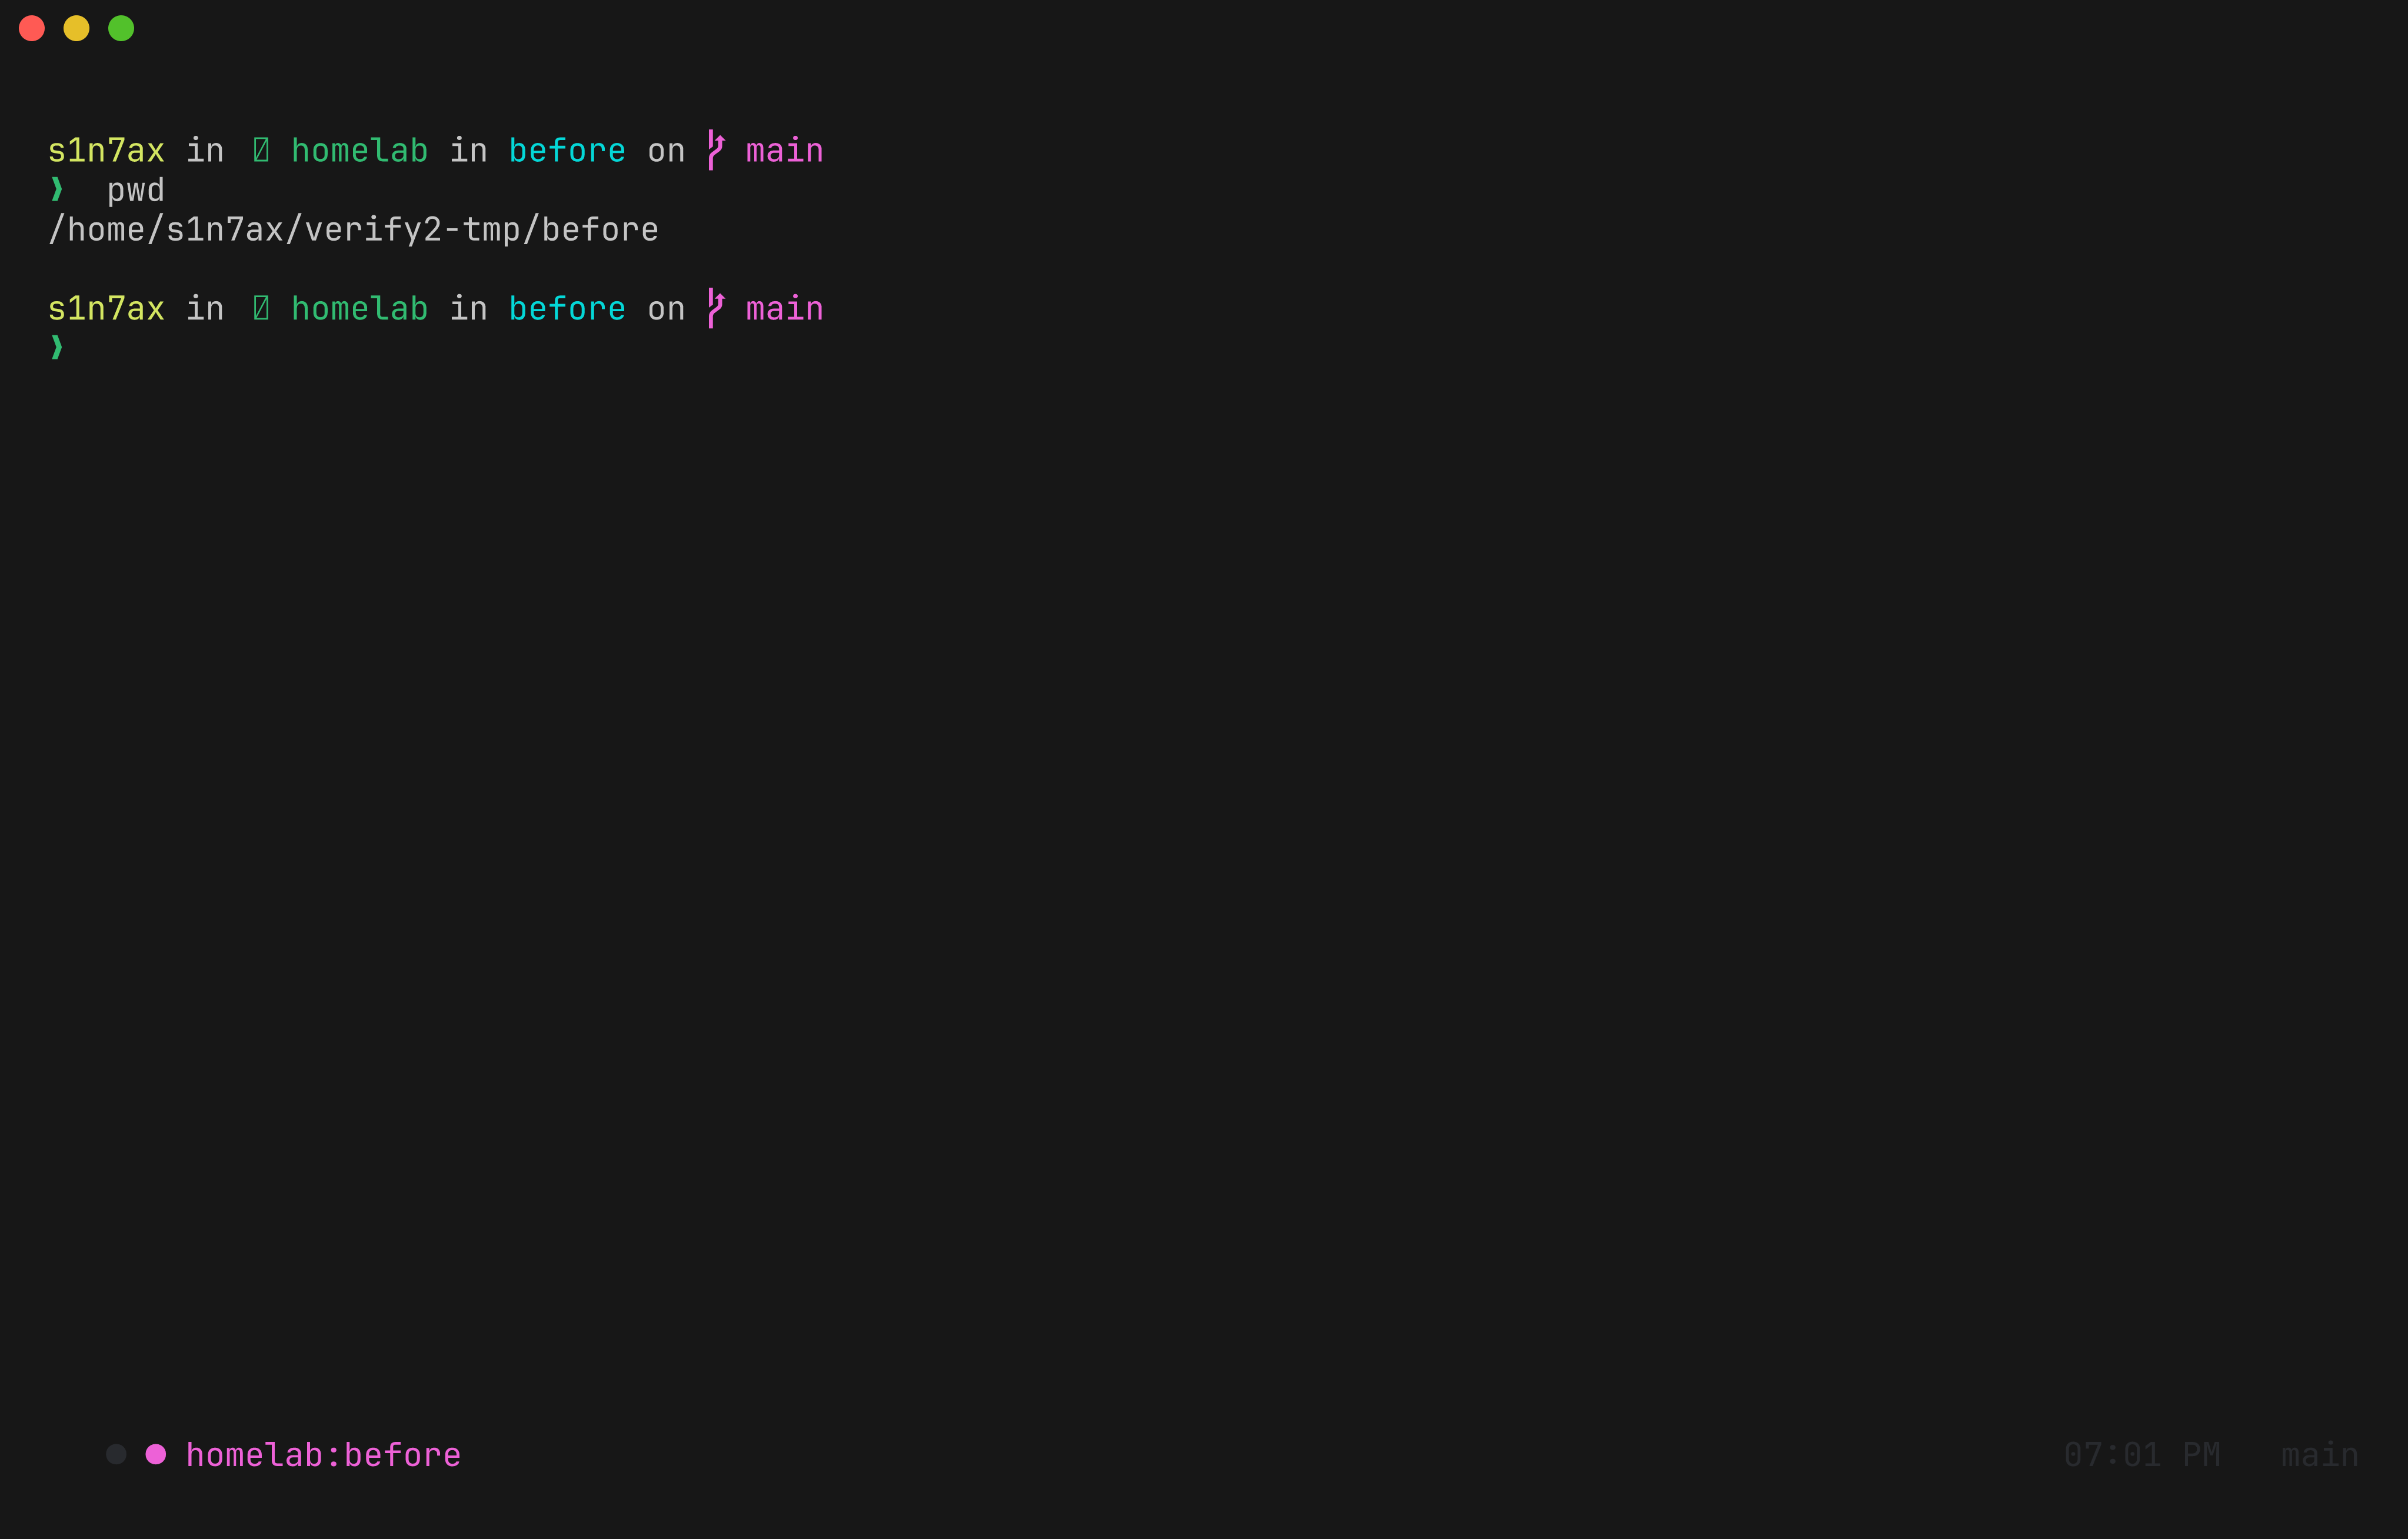 s1n7ax in homelab in before on main
❱ pwd
/home/s1n7ax/verify2-tmp/before
s1n7ax in homelab in before on main
❱
homelab:before
07:01 PM main